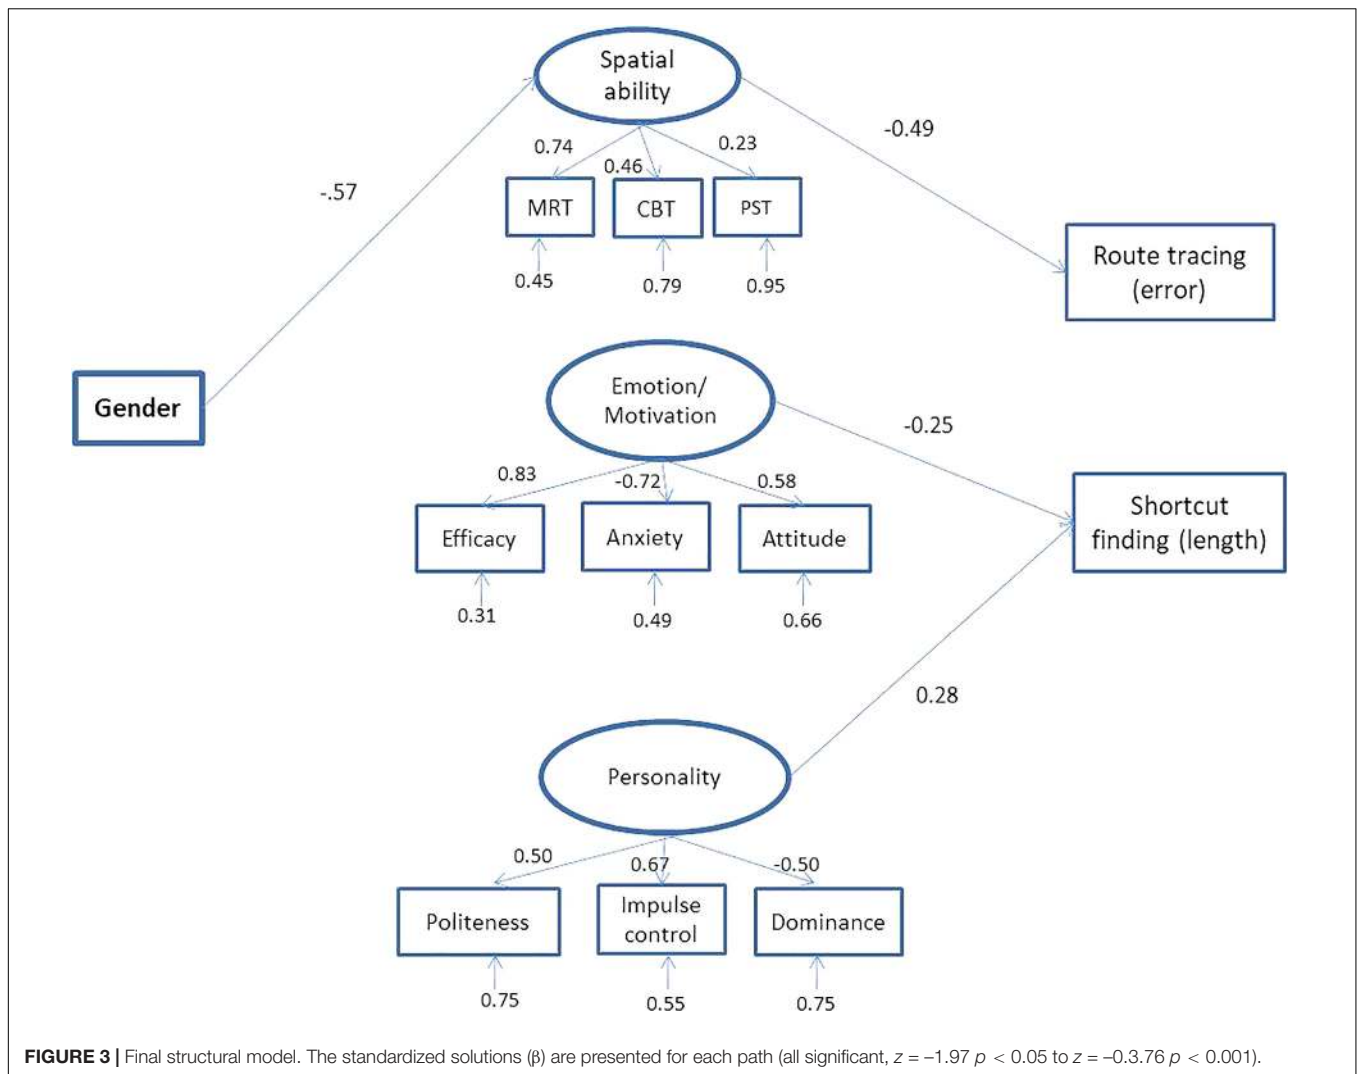 Spatial
ability
-0.49
0.74
0.23
0.46
-.57
MRT
CBT
PST
Route tracing
(error)
0.45
0.79
0.95
Gender
Emotion/
Motivation
-0.25
0.83
-0.72
0.58
Efficacy
Anxiety
Attitude
Shortcut
finding (length)
0.31
0.49
0.66
0.28
Personality
0.50
0.67
-0.50
Politeness
Impulse
control
Dominance
0.75
0.55
0.75
FIGURE 3 | Final structural model. The standardized solutions (β) are presented for each path (all significant, z = –1.97 p < 0.05 to z = –0.3.76 p < 0.001).